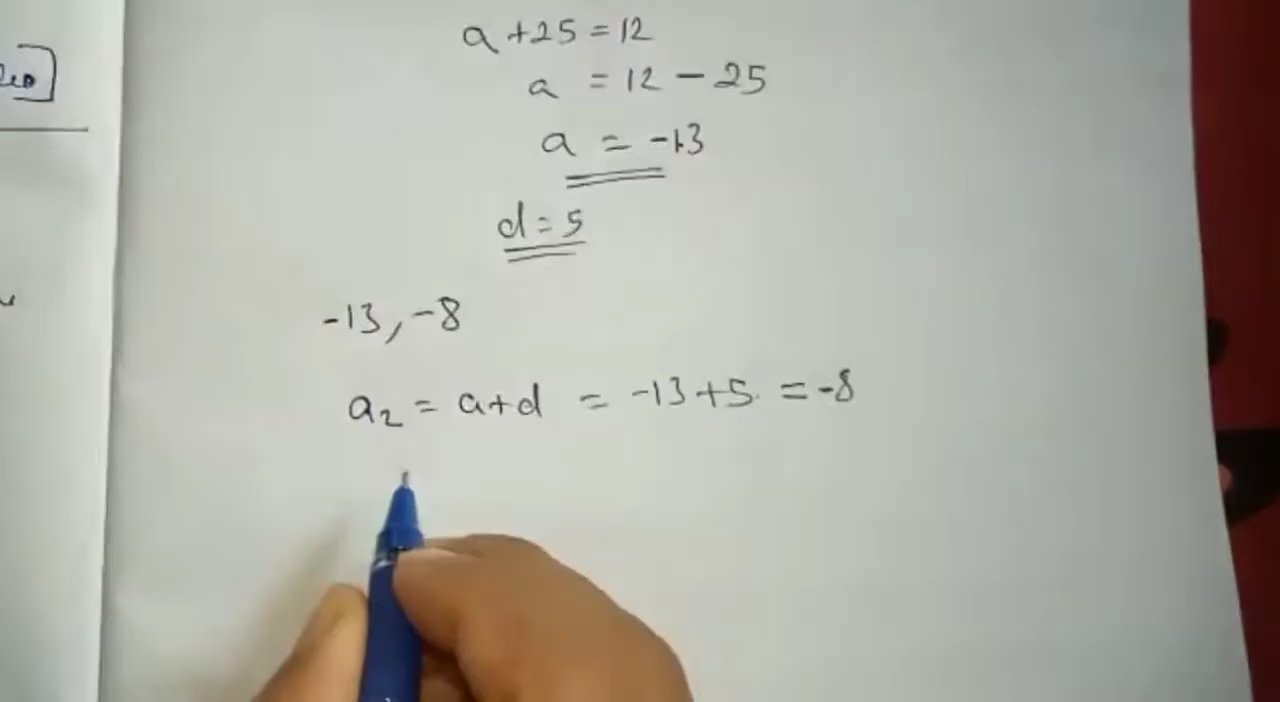 a + 25 = 12
a = 12 - 25
a = -13
d = 5
-13, -8
a₂ = a + d = -13 + 5 = -8